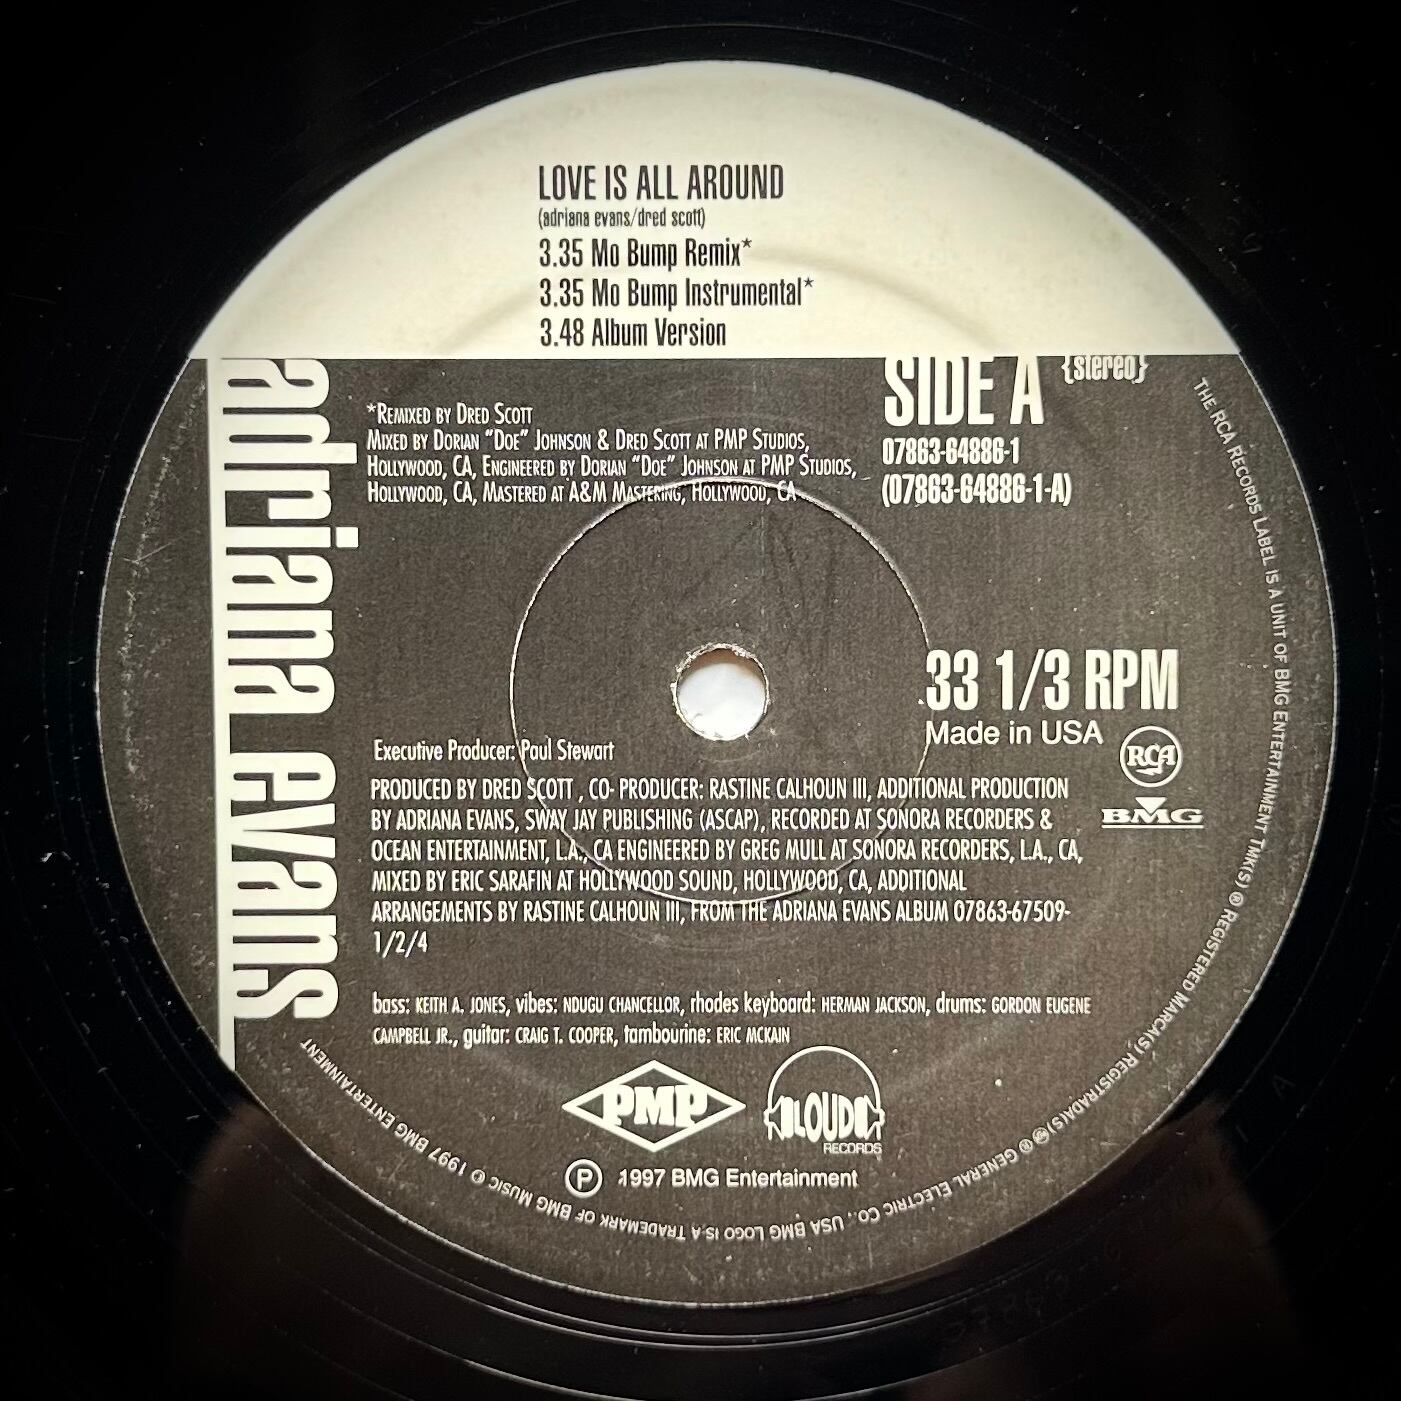 LOVE IS ALL AROUND
(adriana evans/dred scott)
3.35 Mo Bump Remix*
3.35 Mo Bump Instrumental*
3.48 Album Version
adriana evans
SIDE A {stereo}
07863-64886-1
(07863-64886-1-A)
*REMIXED BY DRED SCOTT
MIXED BY DORIAN "DOE" JOHNSON & DRED SCOTT AT PMP STUDIOS,
HOLLYWOOD, CA, ENGINEERED BY DORIAN "DOE" JOHNSON AT PMP STUDIOS,
HOLLYWOOD, CA, MASTERED AT A&M MASTERING, HOLLYWOOD, CA
33 1/3 RPM
Made in USA
RCA
BMG
Executive Producer: Paul Stewart
PRODUCED BY DRED SCOTT , CO- PRODUCER: RASTINE CALHOUN III, ADDITIONAL PRODUCTION
BY ADRIANA EVANS, SWAY JAY PUBLISHING (ASCAP), RECORDED AT SONORA RECORDERS &
OCEAN ENTERTAINMENT, L.A., CA ENGINEERED BY GREG MULL AT SONORA RECORDERS, L.A., CA,
MIXED BY ERIC SARAFIN AT HOLLYWOOD SOUND, HOLLYWOOD, CA, ADDITIONAL
ARRANGEMENTS BY RASTINE CALHOUN III, FROM THE ADRIANA EVANS ALBUM 07863-67509-
1/2/4
bass: KEITH A. JONES, vibes: NDUGU CHANCELLOR, rhodes keyboard: HERMAN JACKSON, drums: GORDON EUGENE
CAMPBELL JR., guitar: CRAIG T. COOPER, tambourine: ERIC MCKAIN
PMP
LOUD
RECORDS
℗ 1997 BMG Entertainment
THE RCA RECORDS LABEL IS A UNIT OF BMG ENTERTAINMENT TMK(S) ® REGISTERED MARCA(S) REGISTRADA(S) ® ® GENERAL ELECTRIC CO., USA BMG LOGO IS A TRADEMARK OF BMG MUSIC © 1997 BMG ENTERTAINMENT